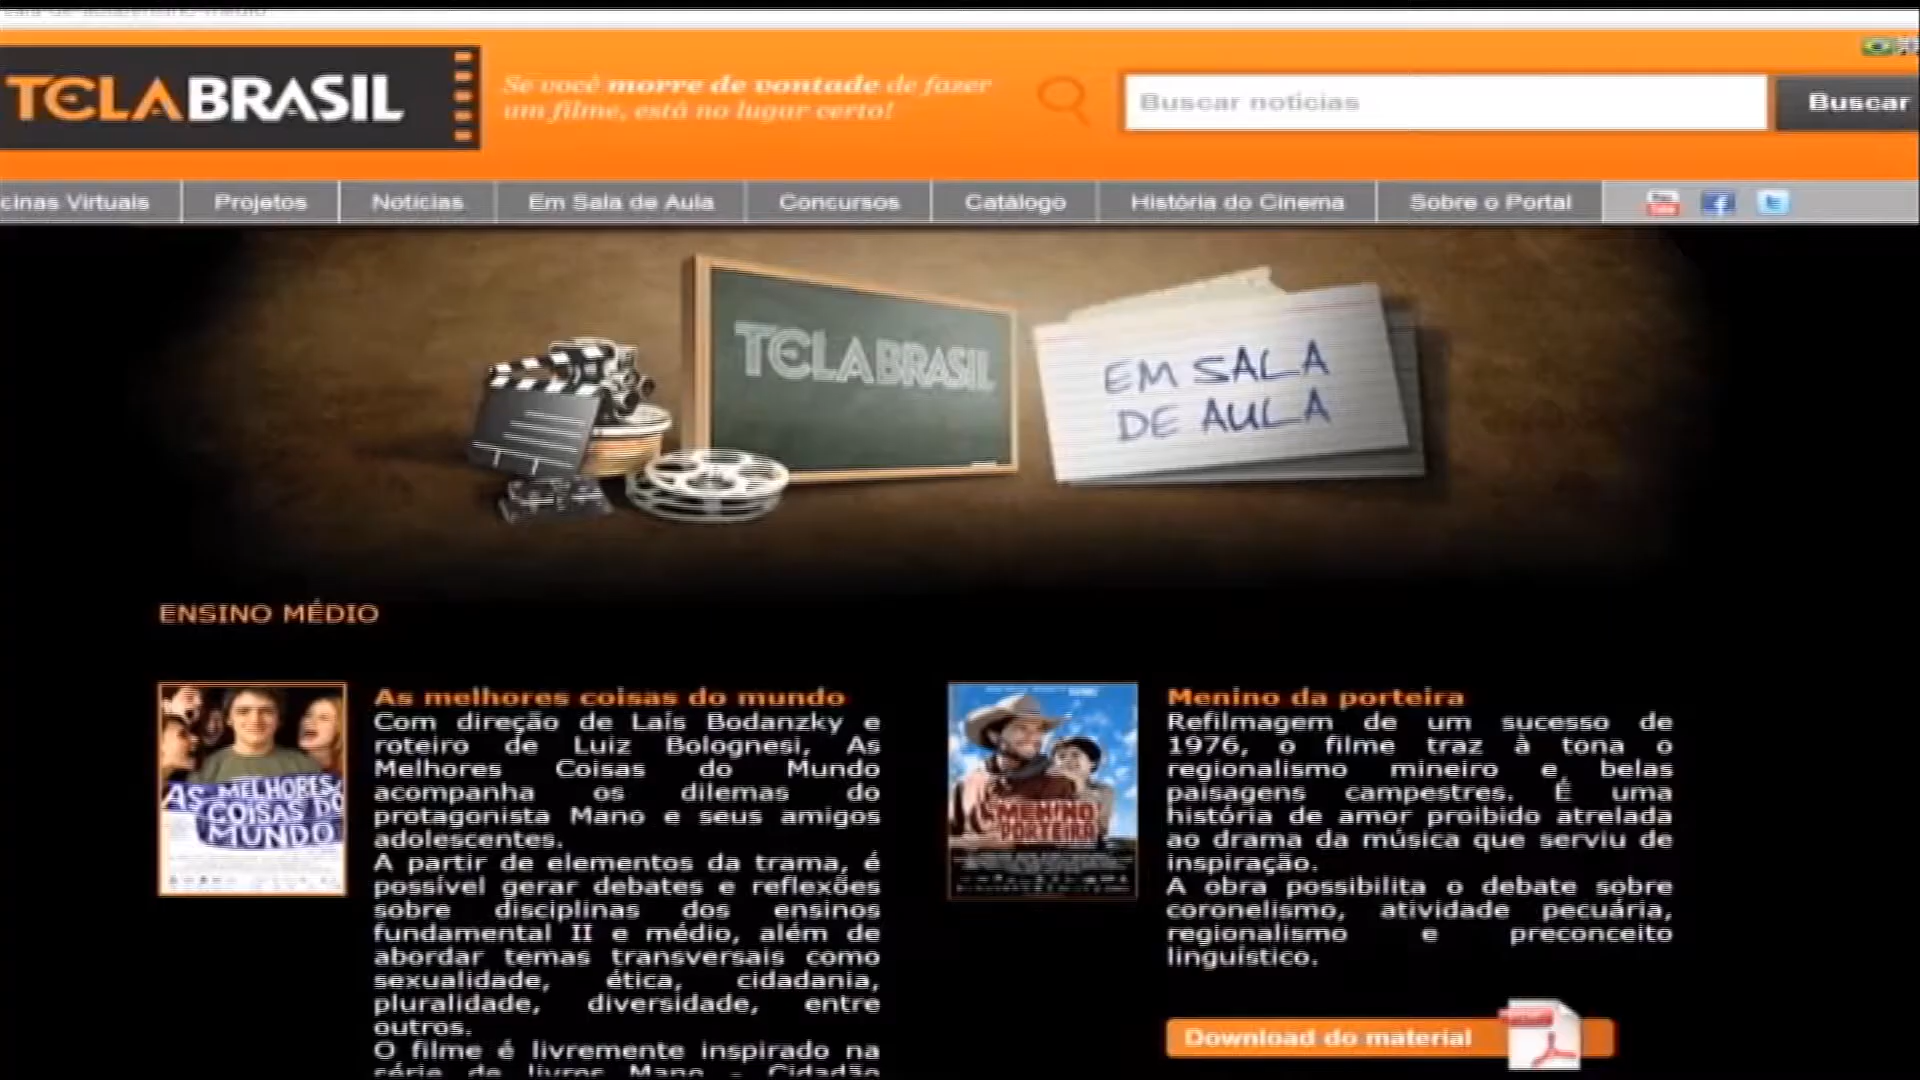 TELABRASIL
Se você morre de vontade de fazer
um filme, está no lugar certo!
Buscar notícias
Buscar
cinas Virtuais
Projetos
Notícias
Em Sala de Aula
Concursos
Catálogo
História do Cinema
Sobre o Portal
TELABRASIL
EM SALA
DE AULA
ENSINO MÉDIO
AS MELHORES
COISAS DO
MUNDO
As melhores coisas do mundo
Com direção de Laís Bodanzky e
roteiro de Luiz Bolognesi, As
Melhores Coisas do Mundo
acompanha os dilemas do
protagonista Mano e seus amigos
adolescentes.
A partir de elementos da trama, é
possível gerar debates e reflexões
sobre disciplinas dos ensinos
fundamental II e médio, além de
abordar temas transversais como
sexualidade, ética, cidadania,
pluralidade, diversidade, entre
outros.
O filme é livremente inspirado na
série de livros Mano - Cidadão
MENINO
PORTEIRA
Menino da porteira
Refilmagem de um sucesso de
1976, o filme traz à tona o
regionalismo mineiro e belas
paisagens campestres. É uma
história de amor proibido atrelada
ao drama da música que serviu de
inspiração.
A obra possibilita o debate sobre
coronelismo, atividade pecuária,
regionalismo e preconceito
linguístico.
Download do material